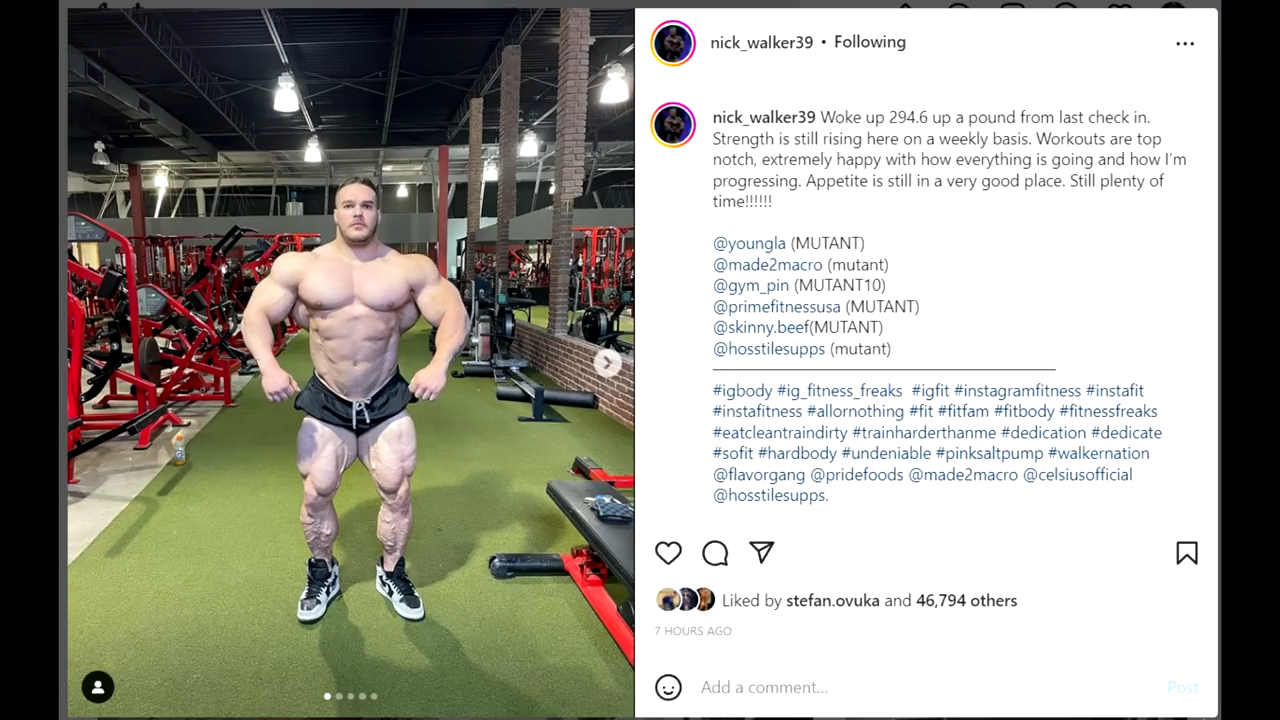 nick_walker39 • Following
nick_walker39 Woke up 294.6 up a pound from last check in.
Strength is still rising here on a weekly basis. Workouts are top
notch, extremely happy with how everything is going and how I'm
progressing. Appetite is still in a very good place. Still plenty of
time!!!!!!
@youngla (MUTANT)
@made2macro (mutant)
@gym_pin (MUTANT10)
@primefitnessusa (MUTANT)
@skinny.beef(MUTANT)
@hosstilesupps (mutant)
#igbody #ig_fitness_freaks #igfit #instagramfitness #instafit
#instafitness #allornothing #fit #fitfam #fitbody #fitnessfreaks
#eatcleantraindirty #trainharderthanme #dedication #dedicate
#sofit #hardbody #undeniable #pinksaltpump #walkernation
@flavorgang @pridefoods @made2macro @celsiusofficial
@hosstilesupps.
Liked by stefan.ovuka and 46,794 others
7 HOURS AGO
Add a comment... Post